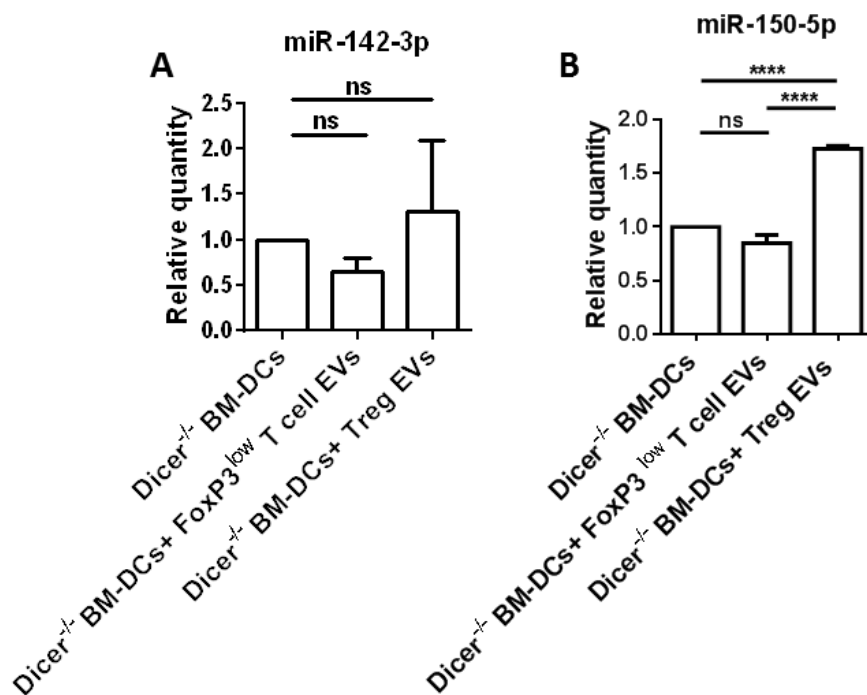 A
miR-142-3p
ns
ns
Relative quantity
2.5
2.0
1.5
1.0
0.5
0.0
Dicer-/- BM-DCs
Dicer-/- BM-DCs+ FoxP3low T cell EVs
Dicer-/- BM-DCs+ Treg EVs
B
miR-150-5p
****
****
ns
Relative quantity
2.0
1.5
1.0
0.5
0.0
Dicer-/- BM-DCs
Dicer-/- BM-DCs+ FoxP3 low T cell EVs
Dicer-/- BM-DCs+ Treg EVs